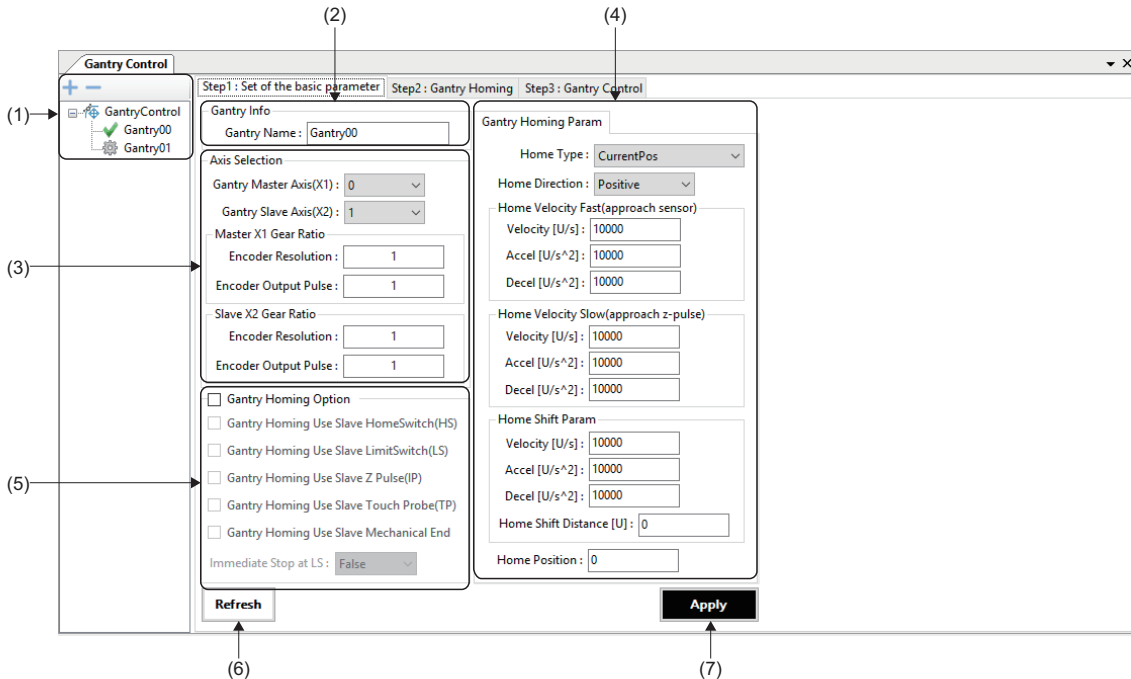 (2)
(4)
Gantry Control
(1)
GantryControl
Gantry00
Gantry01
Step1 : Set of the basic parameter
Step2 : Gantry Homing
Step3 : Gantry Control
Gantry Info
Gantry Name : Gantry00
(3)
Axis Selection
Gantry Master Axis(X1) : 0
Gantry Slave Axis(X2) : 1
Master X1 Gear Ratio
Encoder Resolution : 1
Encoder Output Pulse : 1
Slave X2 Gear Ratio
Encoder Resolution : 1
Encoder Output Pulse : 1
(5)
Gantry Homing Option
Gantry Homing Use Slave HomeSwitch(HS)
Gantry Homing Use Slave LimitSwitch(LS)
Gantry Homing Use Slave Z Pulse(IP)
Gantry Homing Use Slave Touch Probe(TP)
Gantry Homing Use Slave Mechanical End
Immediate Stop at LS : False
Gantry Homing Param
Home Type : CurrentPos
Home Direction : Positive
Home Velocity Fast(approach sensor)
Velocity [U/s] : 10000
Accel [U/s^2] : 10000
Decel [U/s^2] : 10000
Home Velocity Slow(approach z-pulse)
Velocity [U/s] : 10000
Accel [U/s^2] : 10000
Decel [U/s^2] : 10000
Home Shift Param
Velocity [U/s] : 10000
Accel [U/s^2] : 10000
Decel [U/s^2] : 10000
Home Shift Distance [U] : 0
Home Position : 0
Refresh
Apply
(6)
(7)